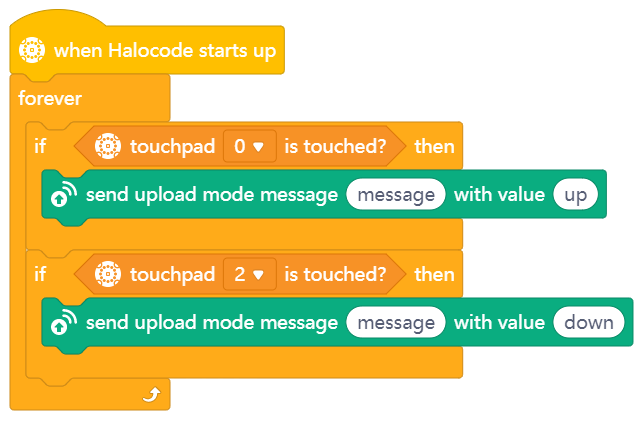 when Halocode starts up
forever
if touchpad 0 is touched? then
send upload mode message message with value up
if touchpad 2 is touched? then
send upload mode message message with value down